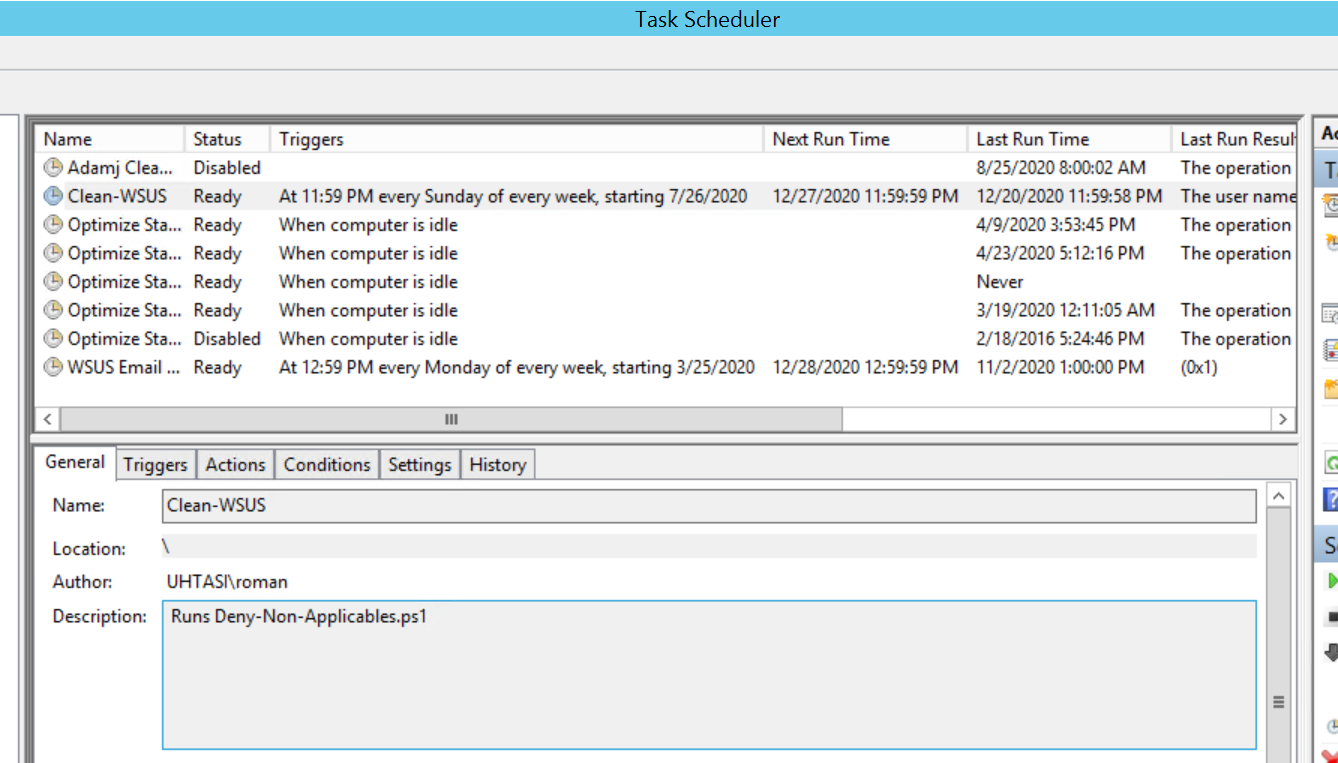 Task Scheduler
Name Status Triggers Next Run Time Last Run Time Last Run Result
Adamj Clea... Disabled 8/25/2020 8:00:02 AM The operation
Clean-WSUS Ready At 11:59 PM every Sunday of every week, starting 7/26/2020 12/27/2020 11:59:59 PM 12/20/2020 11:59:58 PM The user name
Optimize Sta... Ready When computer is idle 4/9/2020 3:53:45 PM The operation
Optimize Sta... Ready When computer is idle 4/23/2020 5:12:16 PM The operation
Optimize Sta... Ready When computer is idle Never
Optimize Sta... Ready When computer is idle 3/19/2020 12:11:05 AM The operation
Optimize Sta... Disabled When computer is idle 2/18/2016 5:24:46 PM The operation
WSUS Email ... Ready At 12:59 PM every Monday of every week, starting 3/25/2020 12/28/2020 12:59:59 PM 11/2/2020 1:00:00 PM (0x1)
General Triggers Actions Conditions Settings History
Name: Clean-WSUS
Location: \
Author: UHTASI\roman
Description: Runs Deny-Non-Applicables.ps1